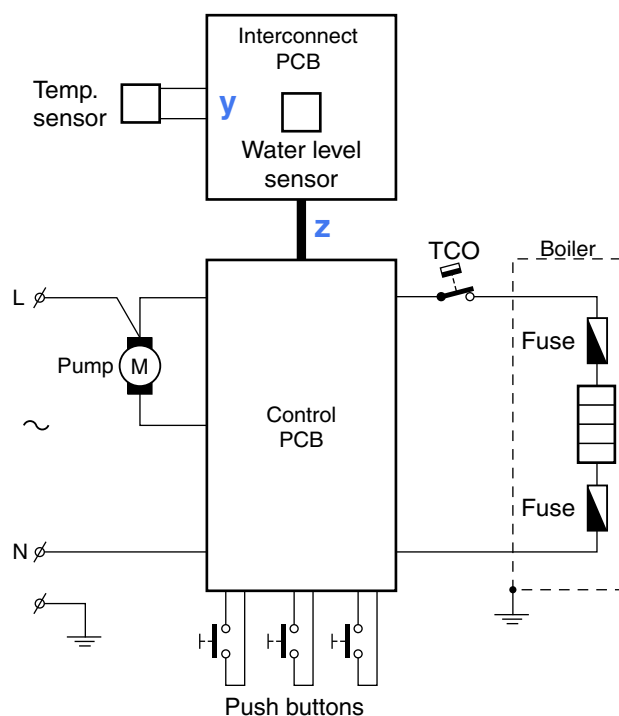 Interconnect
PCB
Temp.
sensor
y
Water level
sensor
z
TCO
Boiler
L
Fuse
Pump
M
Control
PCB
Fuse
N
Push buttons